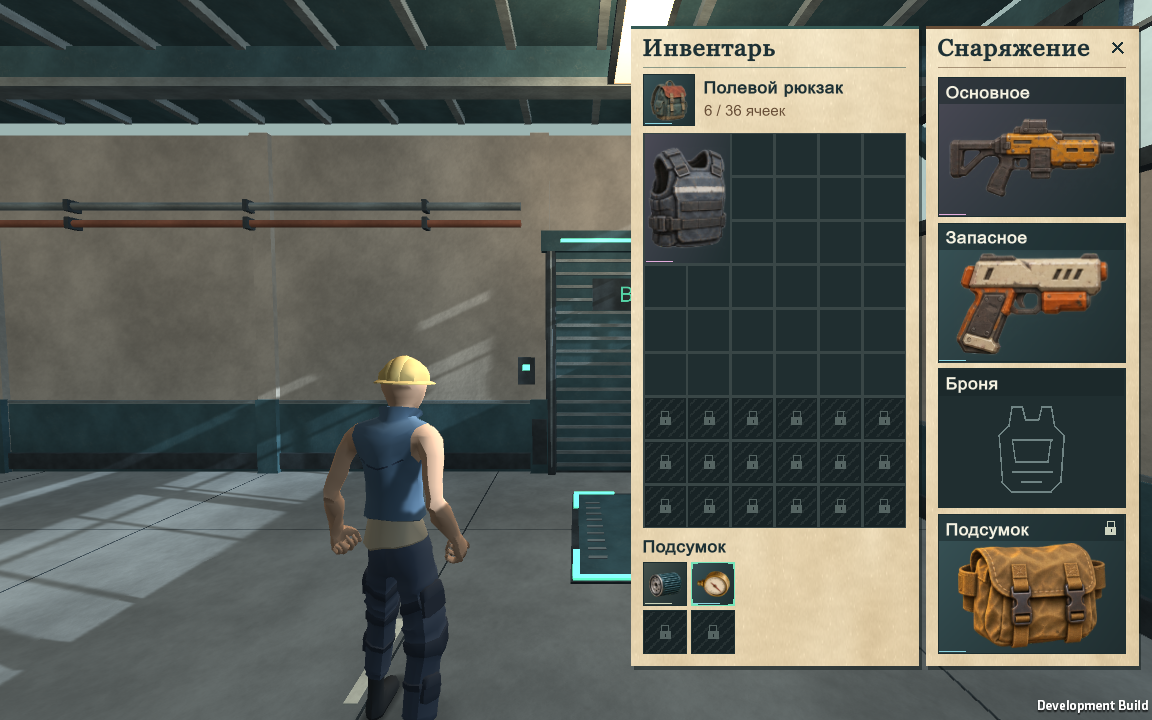 Инвентарь
Полевой рюкзак
6 / 36 ячеек
Подсумок
Снаряжение
Основное
Запасное
Броня
Подсумок
Development Build